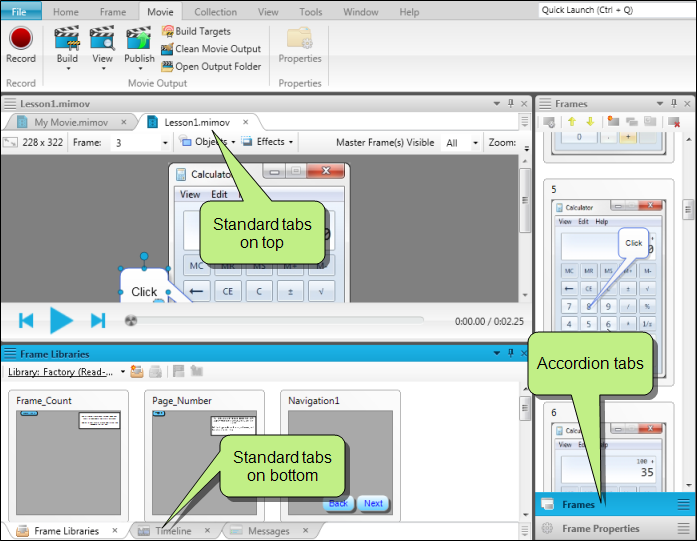 File Home Frame Movie Collection View Tools Window Help Quick Launch (Ctrl + Q)
Record Build View Publish Build Targets
Clean Movie Output
Open Output Folder
Properties
Record Movie Output Properties
Lesson1.mimov
Frames
My Movie.mimov Lesson1.mimov
228 x 322 Frame: 3 Objects Effects Master Frame(s) Visible All Zoom:
Calculator
View Edit
Standard tabs
on top
0
MC MR MS M+ M-
CE C ± √
Click
0:00.00 / 0:02.25
Frame Libraries
Library: Factory (Read-...
Frame_Count Page_Number Navigation1
Back Next
Standard tabs
on bottom
Frame Libraries Timeline Messages
0 . +
5
Calculator
View Edit Help
Click
0
MC MR MS M+ M-
CE C ± √
7 8 9 / %
4 5 6 * 1/x
Accordion tabs
6
Calculator
View Edit Help
100 +
35
Frames
Frame Properties